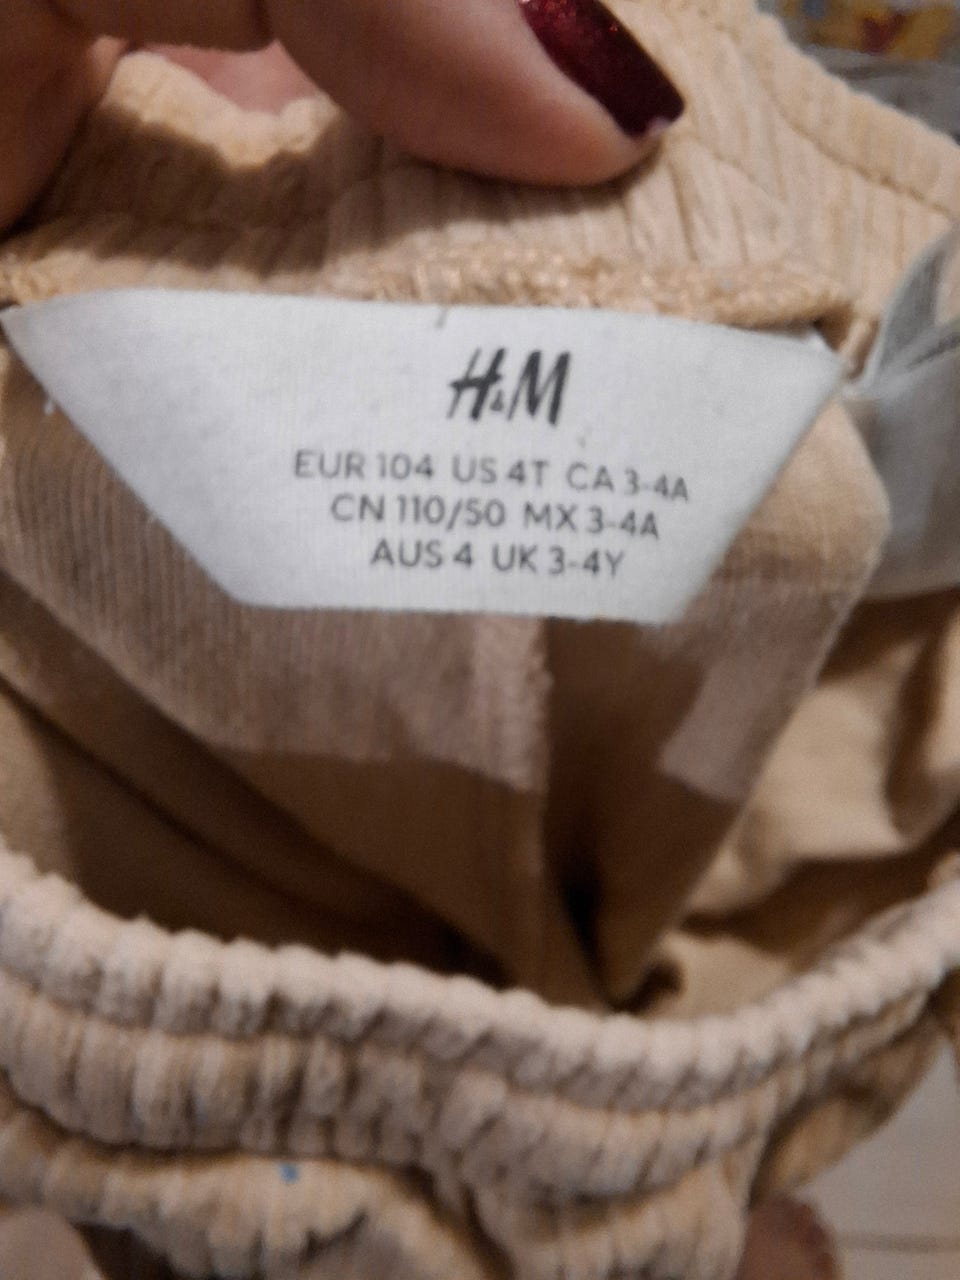 H&M
EUR 104 US 4T CA 3-4A
CN 110/50 MX 3-4A
AUS 4 UK 3-4Y